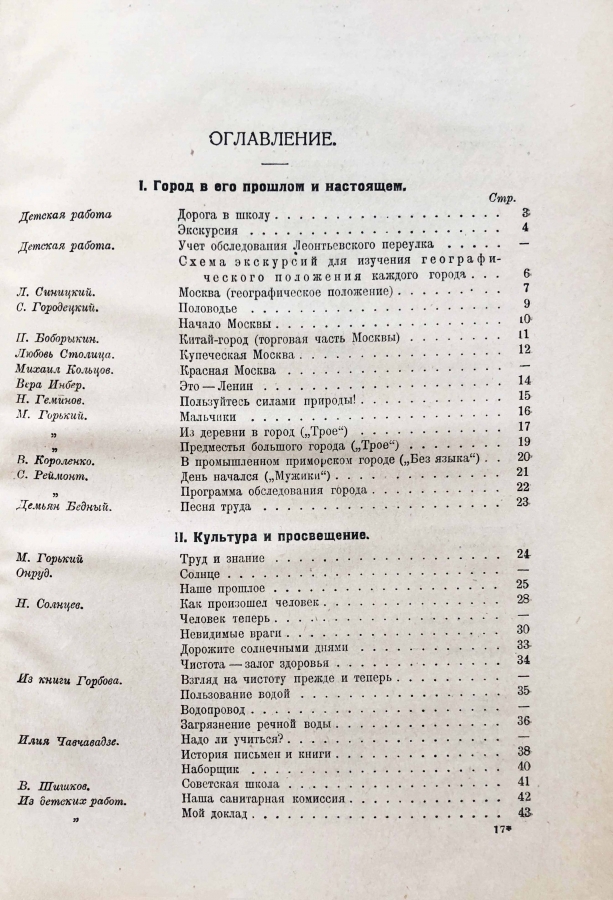 ОГЛАВЛЕНИЕ.
I. Город в его прошлом и настоящем.
Стр.
Детская работа Дорога в школу . . . . . . . . . . . . . . . . . 3
Экскурсия . . . . . . . . . . . . . . . . . 4
Детская работа. Учет обследования Леонтьевского переулка . . . . . —
Схема экскурсий для изучения географи-
ческого положения каждого города . . . 6
Л. Синицкий. Москва (географическое положение) . . . . . . . . 7
С. Городецкий. Половодье . . . . . . . . . . . . . . . . . 9
Начало Москвы . . . . . . . . . . . . . . . . . 10
П. Боборыкин. Китай-город (торговая часть Москвы) . . . . . . . . 11
Любовь Столица. Купеческая Москва . . . . . . . . . . . . . . . 12
Михаил Кольцов. Красная Москва . . . . . . . . . . . . . . . —
Вера Инбер. Это — Ленин . . . . . . . . . . . . . . . 14
Н. Геминов. Пользуйтесь силами природы! . . . . . . . . . . . 15
М. Горький. Мальчики . . . . . . . . . . . . . . . 16
„ Из деревни в город („Трое“) . . . . . . . . . . . 17
„ Предместья большого города („Трое“) . . . . . . . . 19
В. Короленко. В промышленном приморском городе („Без языка“) . . 20
С. Реймонт. День начался („Мужики“) . . . . . . . . . . . . 21
„ Программа обследования города . . . . . . . . . . 22
Демьян Бедный. Песня труда . . . . . . . . . . . . . . . 23
II. Культура и просвещение.
М. Горький Труд и знание . . . . . . . . . . . . . . . 24
Онруд. Солнце . . . . . . . . . . . . . . . —
Наше прошлое . . . . . . . . . . . . . . . 25
Н. Солнцев. Как произошел человек . . . . . . . . . . . . . 28
Человек теперь . . . . . . . . . . . . . . . —
Невидимые враги . . . . . . . . . . . . . . . 30
Дорожите солнечными днями . . . . . . . . . . . 33
Чистота — залог здоровья . . . . . . . . . . . . . 34
Из книги Горбова. Взгляд на чистоту прежде и теперь . . . . . . . . . —
Пользование водой . . . . . . . . . . . . . . . 35
Водопровод . . . . . . . . . . . . . . . —
Загрязнение речной воды . . . . . . . . . . . . . 36
Илия Чавчавадзе. Надо ли учиться? . . . . . . . . . . . . . . . —
История письмен и книги . . . . . . . . . . . . . 38
Наборщик . . . . . . . . . . . . . . . 40
В. Шишков. Советская школа . . . . . . . . . . . . . . . 41
Из детских работ. Наша санитарная комиссия . . . . . . . . . . . . 42
„ Мой доклад . . . . . . . . . . . . . . . 43
17*